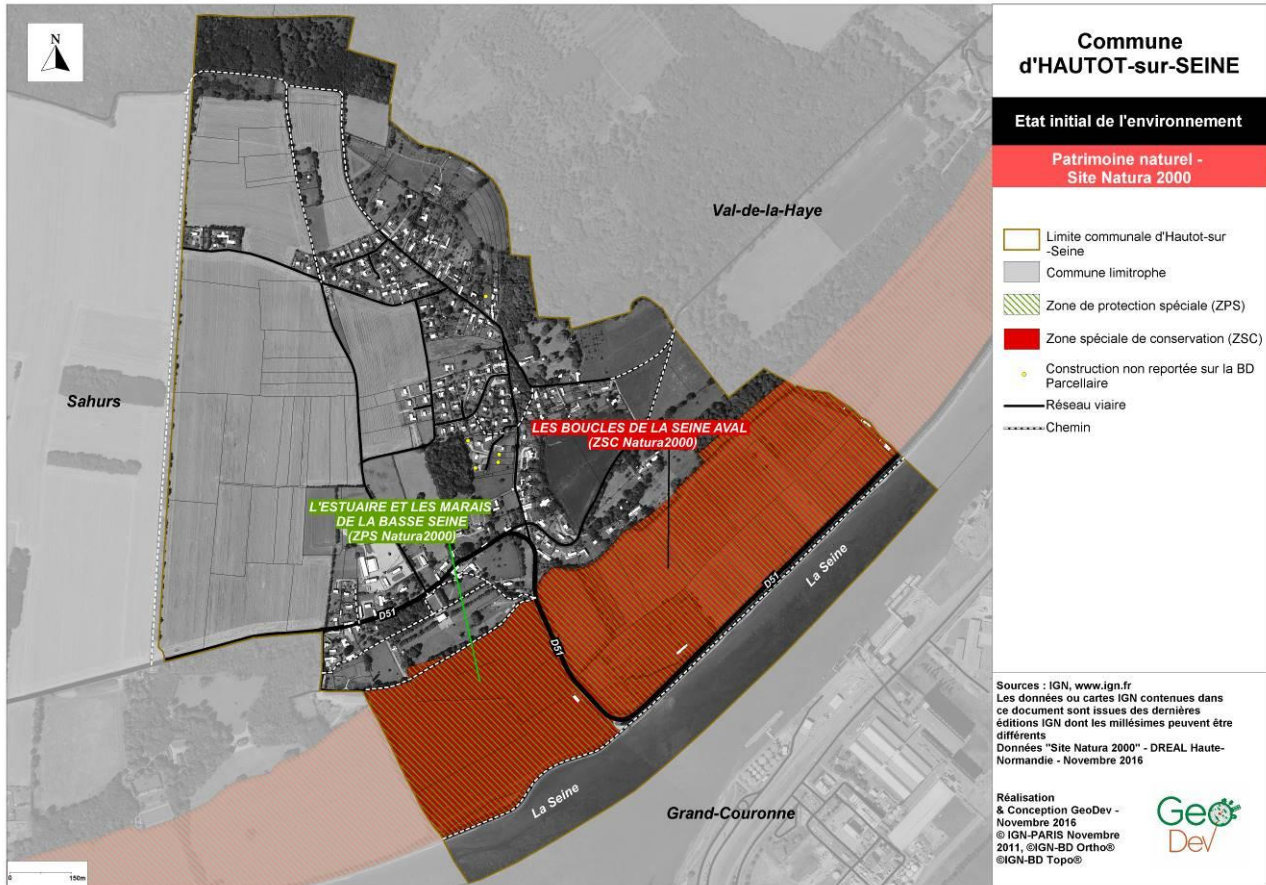 N
Val-de-la-Haye
Sahurs
LES BOUCLES DE LA SEINE AVAL
(ZSC Natura2000)
L'ESTUAIRE ET LES MARAIS
DE LA BASSE SEINE
(ZPS Natura2000)
D51
D51
D51
La Seine
La Seine
Grand-Couronne
0 150m
Commune
d'HAUTOT-sur-SEINE
Etat initial de l'environnement
Patrimoine naturel -
Site Natura 2000
Limite communale d'Hautot-sur
-Seine
Commune limitrophe
Zone de protection spéciale (ZPS)
Zone spéciale de conservation (ZSC)
Construction non reportée sur la BD
Parcellaire
Réseau viaire
Chemin
Sources : IGN, www.ign.fr
Les données ou cartes IGN contenues dans
ce document sont issues des dernières
éditions IGN dont les millésimes peuvent être
différents
Données "Site Natura 2000" - DREAL Haute-
Normandie - Novembre 2016
Réalisation
& Conception GeoDev -
Novembre 2016
© IGN-PARIS Novembre
2011, ©IGN-BD Ortho®
©IGN-BD Topo®
Geo
Dev